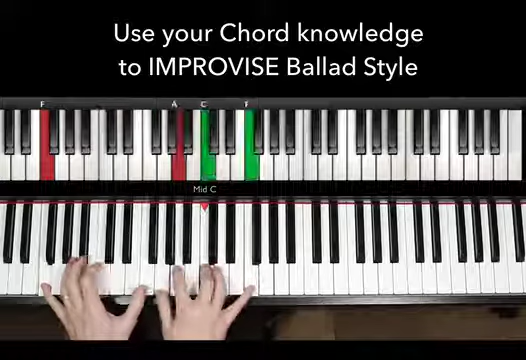 Use your Chord knowledge
to IMPROVISE Ballad Style
F A C F
Mid C